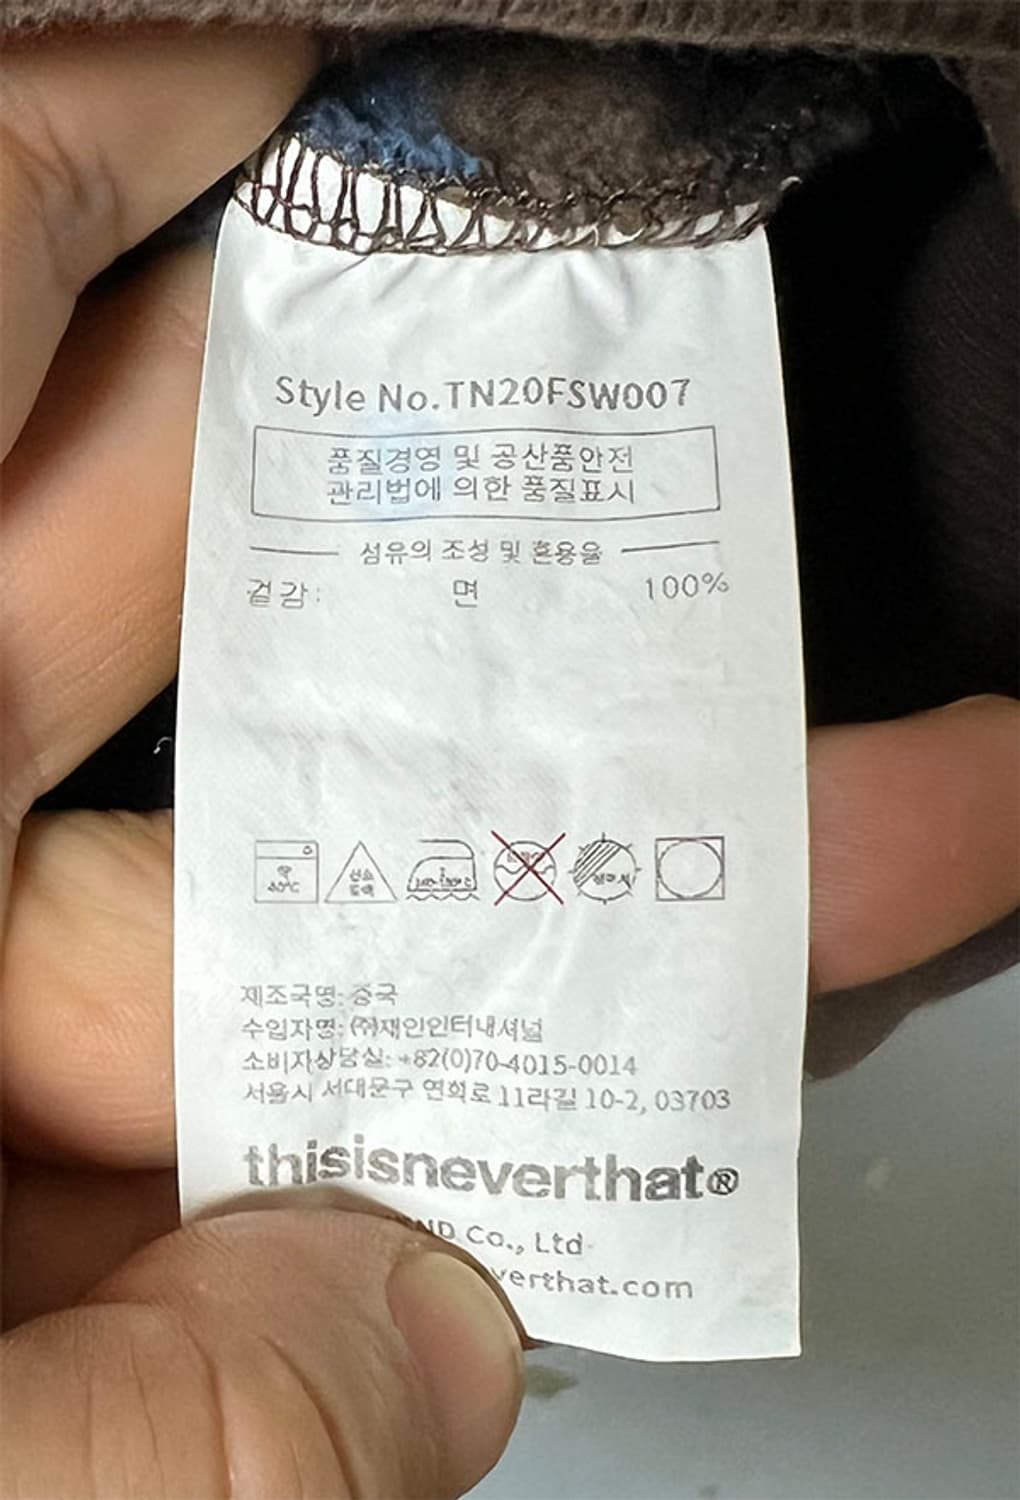 Style No.TN20FSW007
품질경영 및 공산품안전
관리법에 의한 품질표시
섬유의 조성 및 혼용율
겉감: 면 100%
제조국명: 중국
수입자명: (주)재인인터내셔널
소비자상담실: +82(0)70-4015-0014
서울시 서대문구 연희로 11라길 10-2, 03703
thisisneverthat®
Co., Ltd
verthat.com